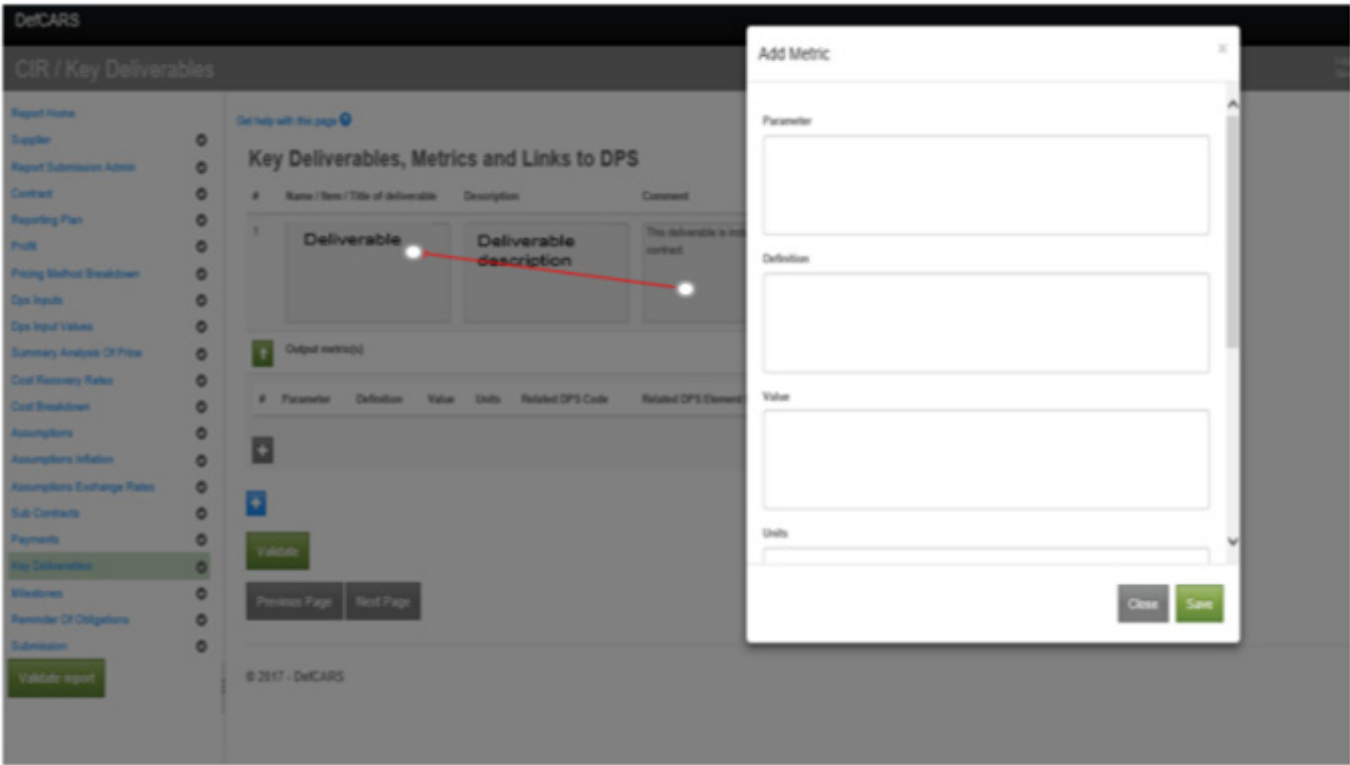 DefCARS
CIR / Key Deliverables
Report Home
Supplier
Report Submission Admin
Contract
Reporting Plan
Profit
Pricing Method Breakdown
Dps Inputs
Dps Input Values
Summary Analysis Of Price
Cost Recovery Rates
Cost Breakdown
Assumptions
Assumptions Inflation
Assumptions Exchange Rates
Sub Contracts
Payments
Key Deliverables
Milestones
Reminder Of Obligations
Submission
Validate report
Get help with this page ?
Key Deliverables, Metrics and Links to DPS
# Name / Item / Title of deliverable Description Comment
1 Deliverable
Deliverable
description
This deliverable is
contract.
Output metric(s)
# Parameter Definition Value Units Related DPS Code Related DPS Element
Validate
Previous Page Next Page
© 2017 - DefCARS
Add Metric ×
Parameter
Definition
Value
Units
Close Save